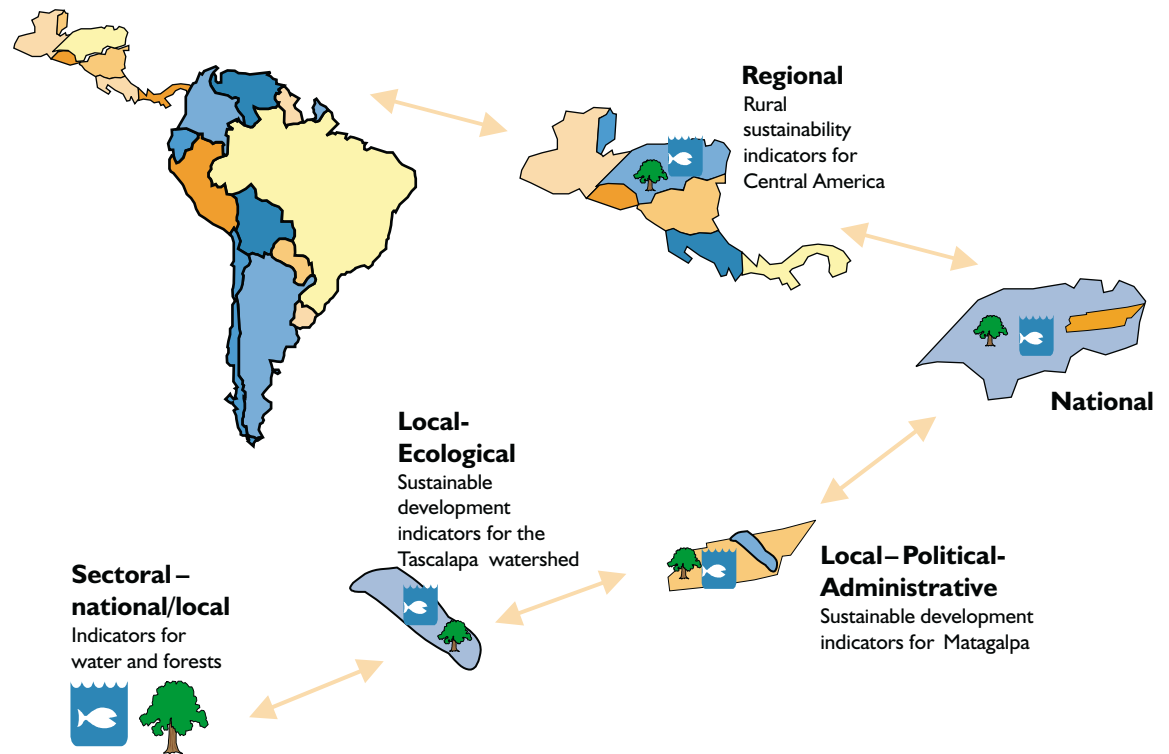 Regional
Rural
sustainability
indicators for
Central America
National
Local-
Ecological
Sustainable
development
indicators for the
Tascalapa watershed
Local–Political-
Administrative
Sustainable development
indicators for Matagalpa
Sectoral –
national/local
Indicators for
water and forests